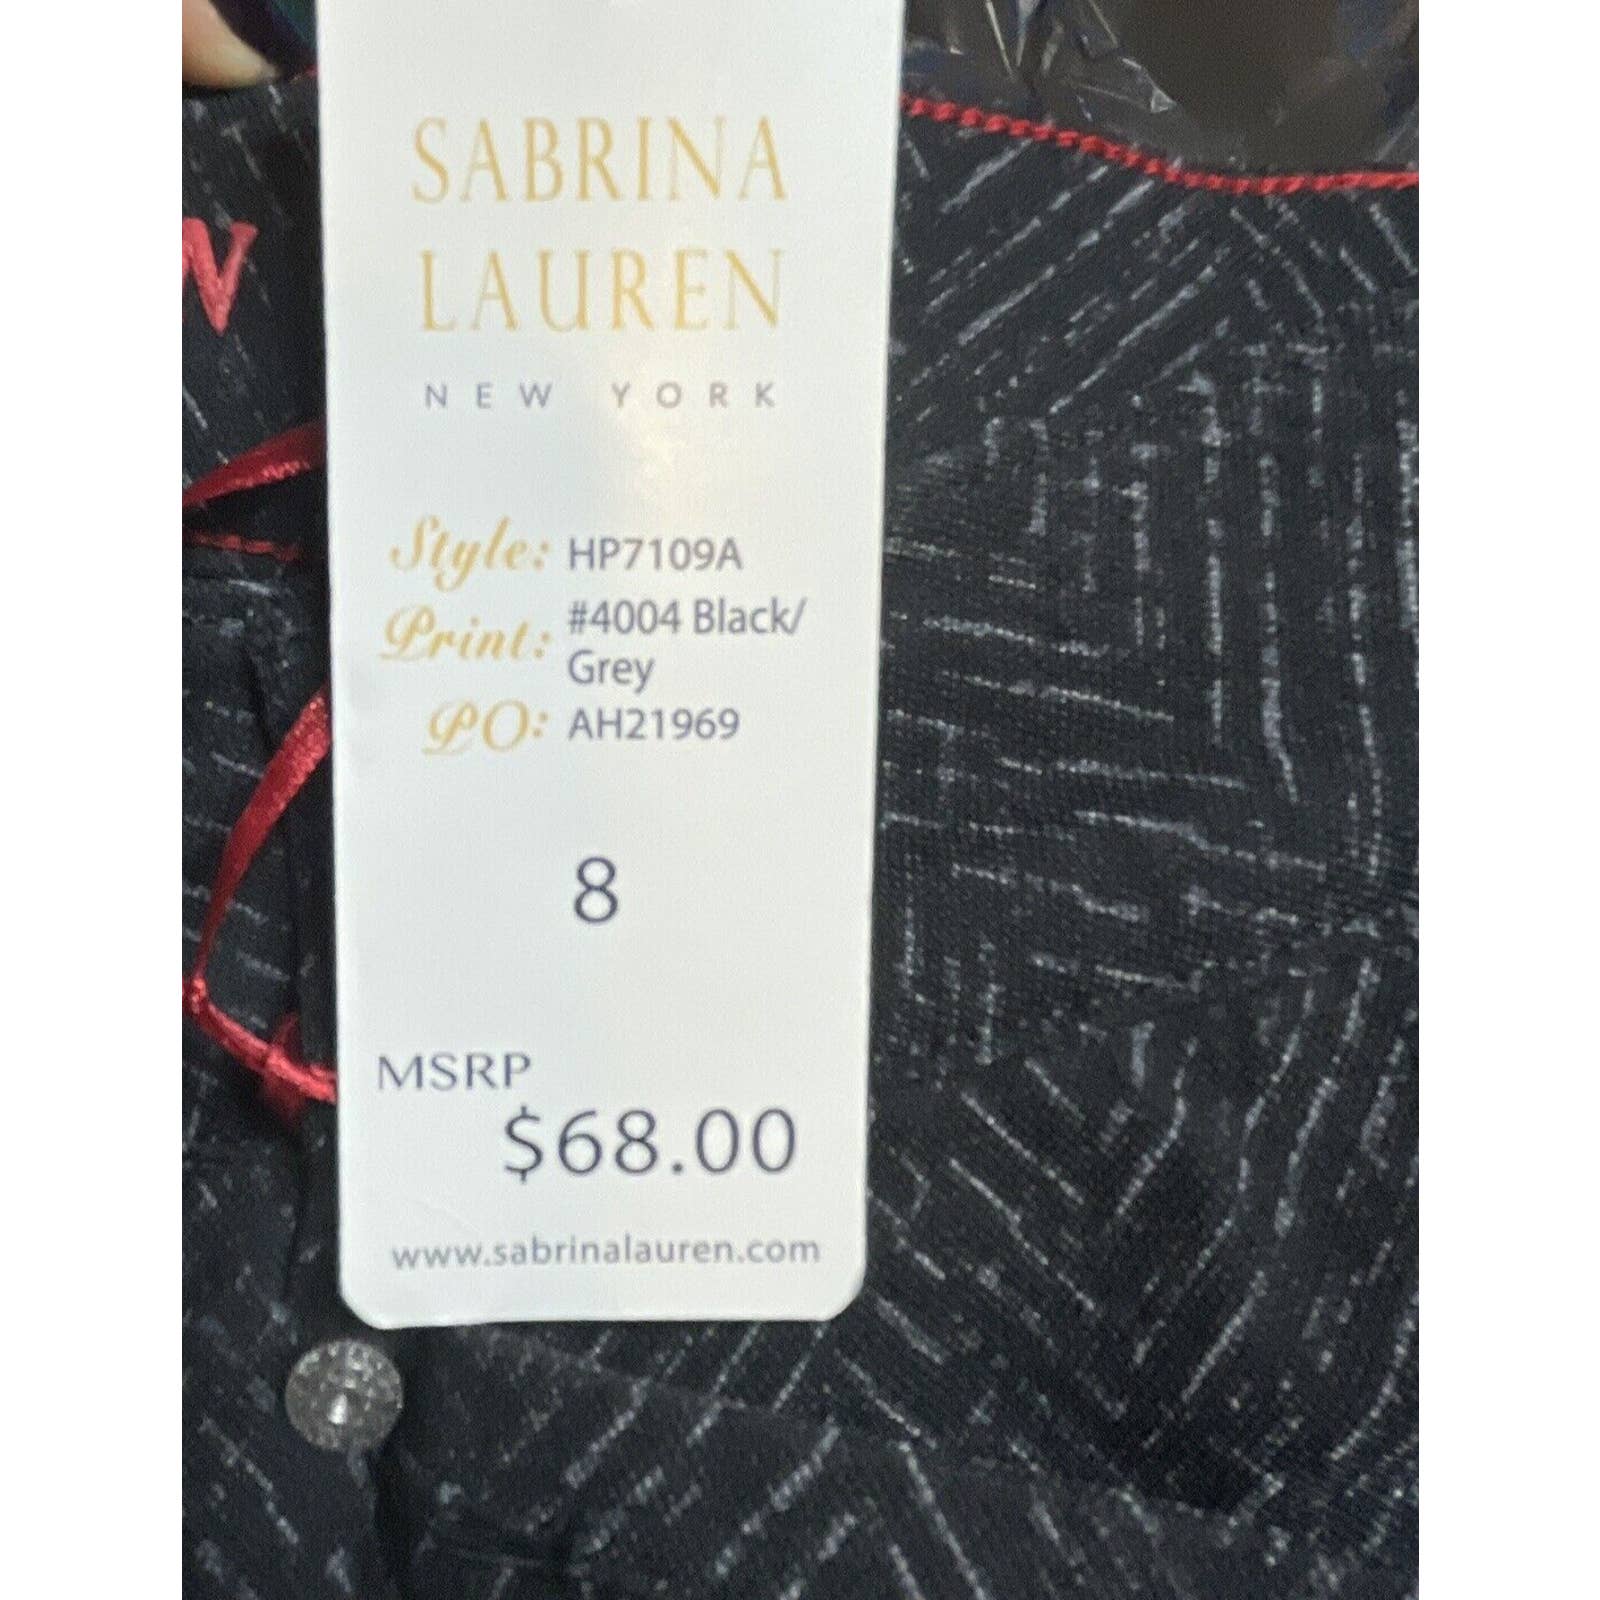 SABRINA
LAUREN
NEW YORK
Style: HP7109A
Print: #4004 Black/
Grey
PO: AH21969
8
MSRP
$68.00
www.sabrinalauren.com
N